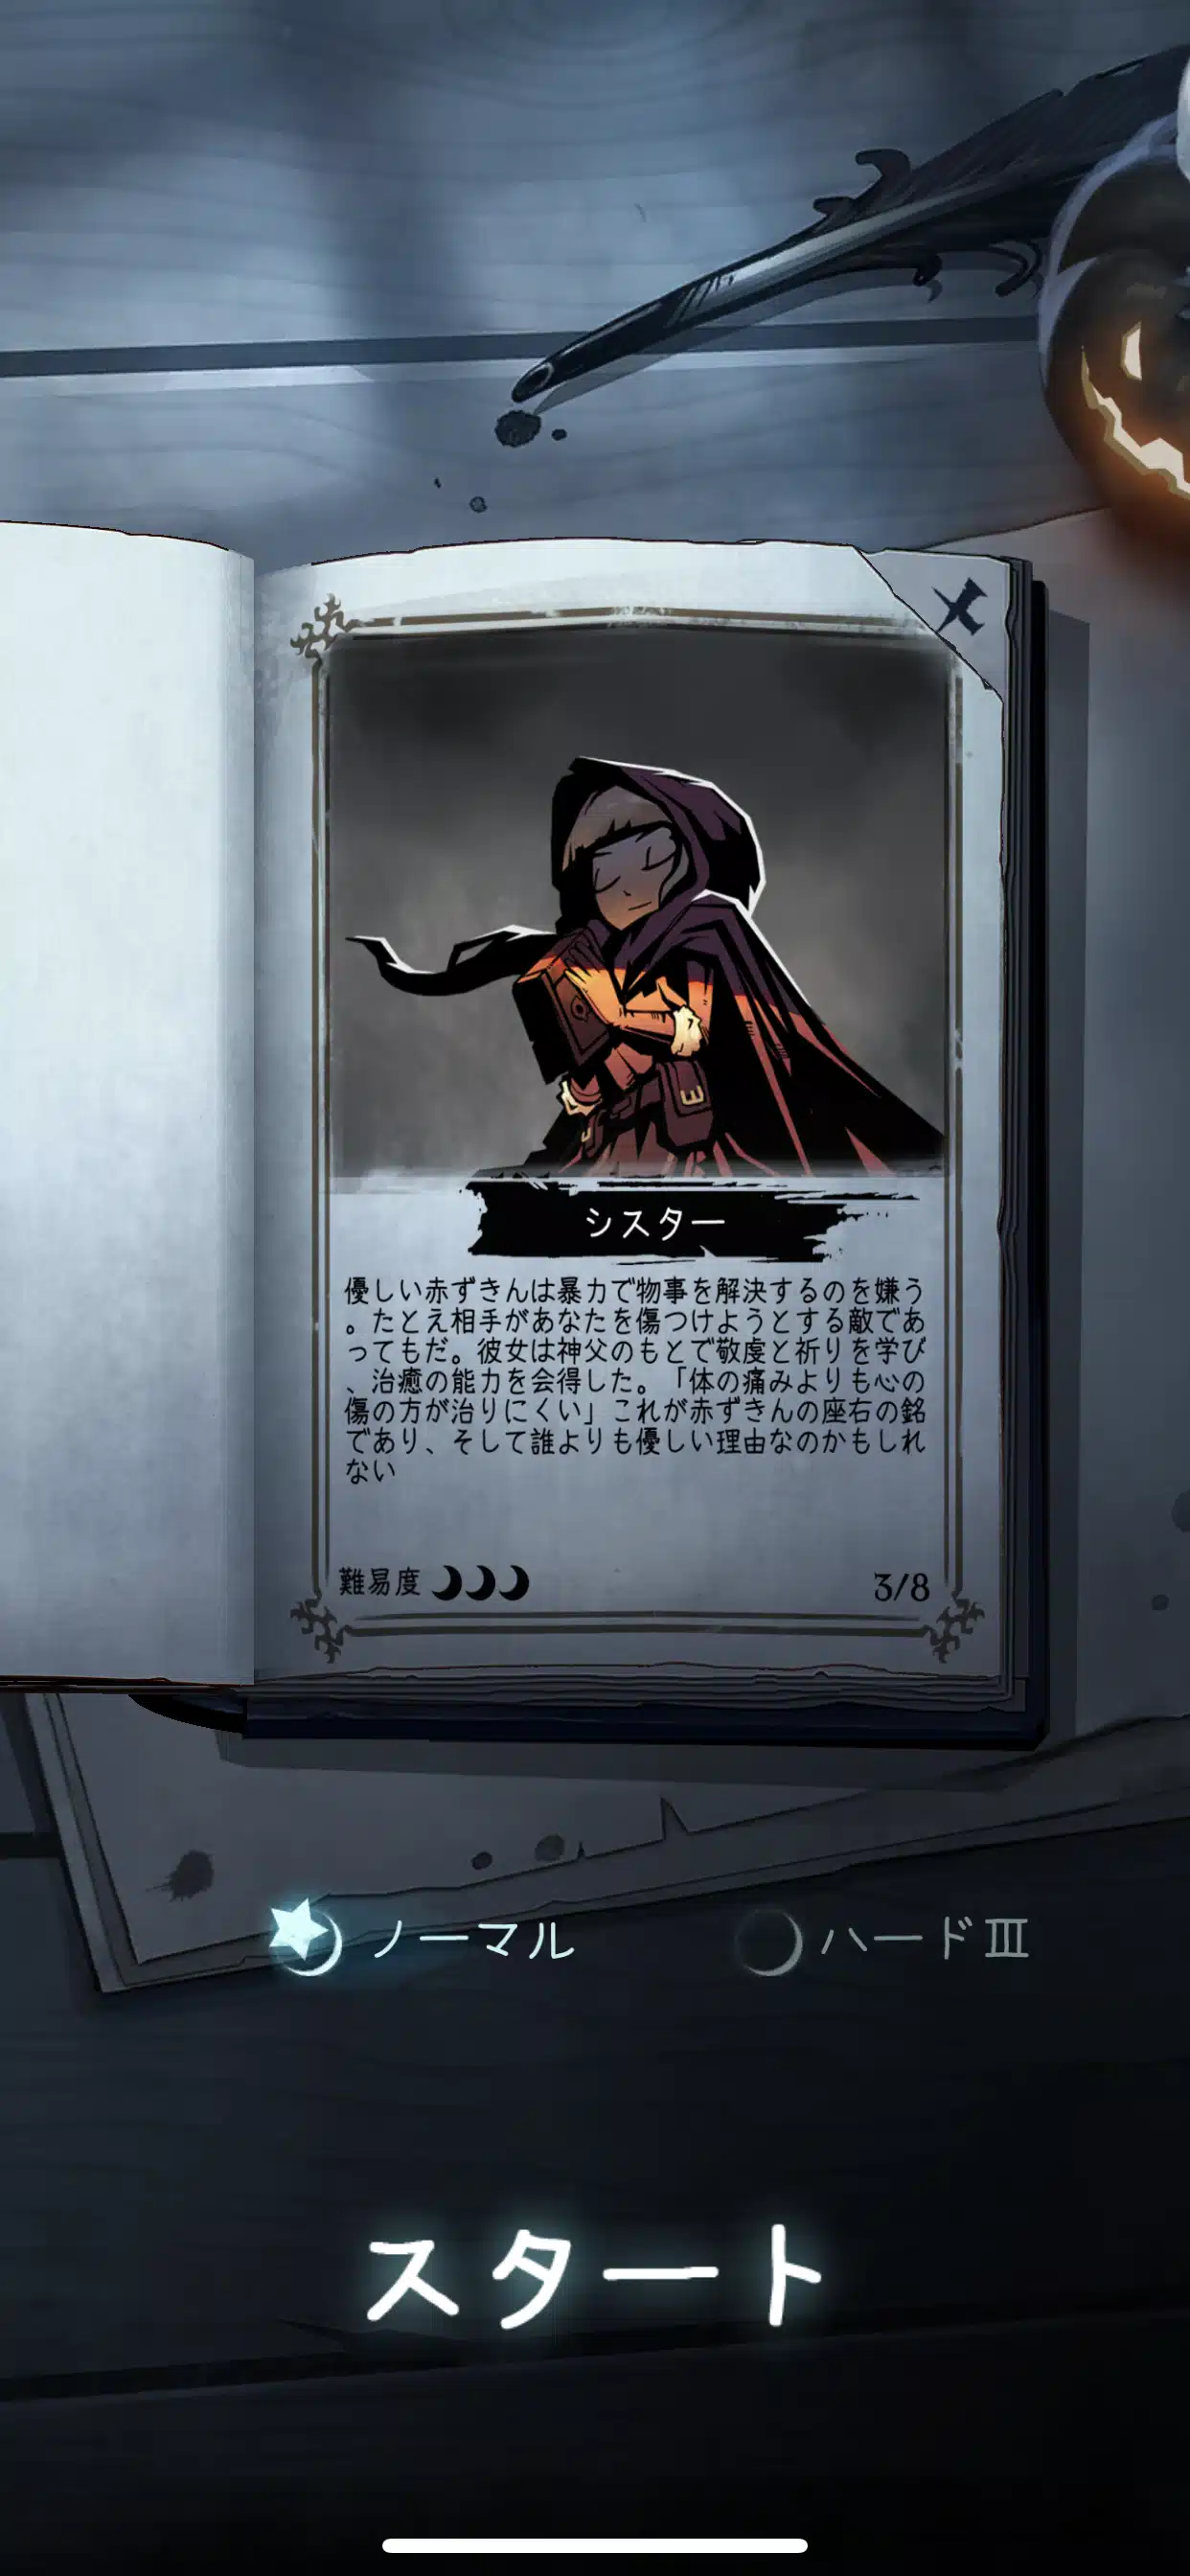 シスター
優しい赤ずきんは暴力で物事を解決するのを嫌う
。たとえ相手があなたを傷つけようとする敵であ
ってもだ。彼女は神父のもとで敬虔と祈りを学び
、治癒の能力を会得した。「体の痛みよりも心の
傷の方が治りにくい」これが赤ずきんの座右の銘
であり、そして誰よりも優しい理由なのかもしれ
ない
難易度 3/8
ノーマル ハードⅢ
スタート